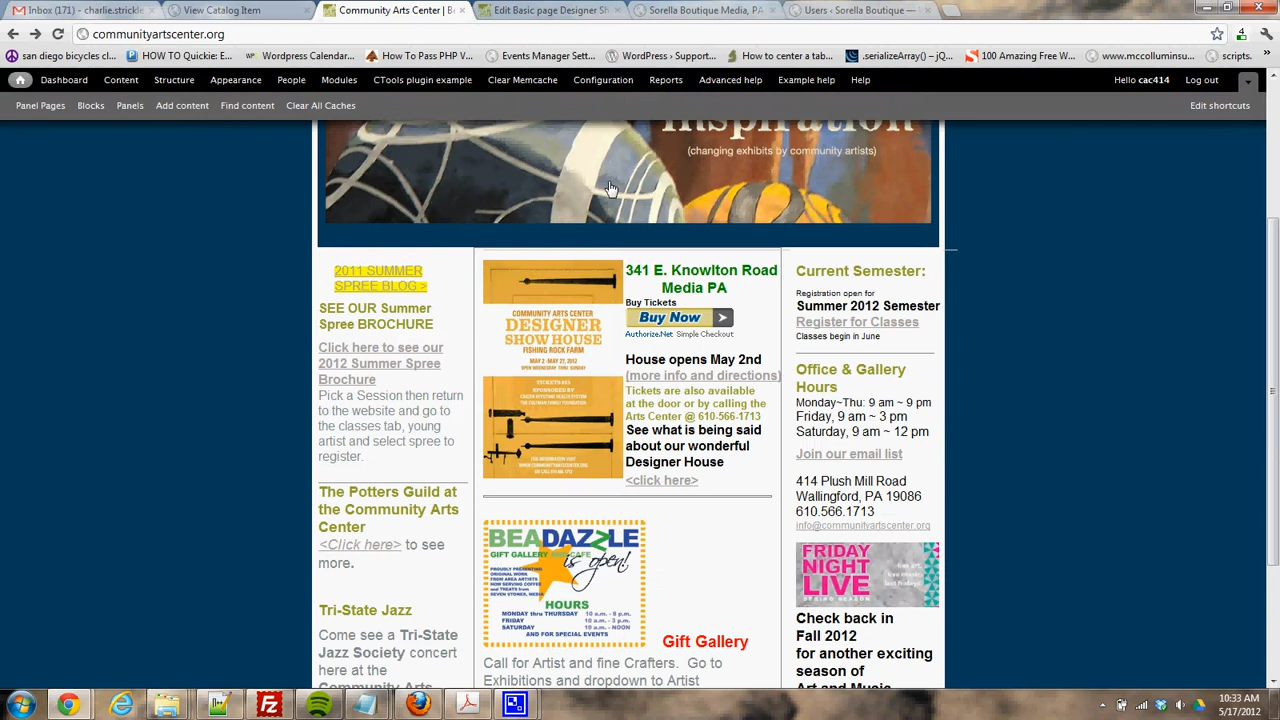 Inbox (171) - charlie.strickle
View Catalog Item
Community Arts Center | Be
Edit Basic page Designer Sh
Sorella Boutique Media, PA
Users ‹ Sorella Boutique —
communityartscenter.org
4
san diego bicycles cl...
HOW TO Quickie: E...
Wordpress Calendar...
How To Pass PHP V...
Events Manager Sett...
WordPress › Support...
How to center a tab...
.serializeArray() – jQ...
100 Amazing Free W...
www.mccolluminsu...
scripts.
Dashboard Content Structure Appearance People Modules CTools plugin example Clear Memcache Configuration Reports Advanced help Example help Help
Hello cac414 Log out
Panel Pages Blocks Panels Add content Find content Clear All Caches
Edit shortcuts
Inspiration
(changing exhibits by community artists)
2011 SUMMER
SPREE BLOG >
SEE OUR Summer
Spree BROCHURE
Click here to see our
2012 Summer Spree
Brochure
Pick a Session then return
to the website and go to
the classes tab, young
artist and select spree to
register.
The Potters Guild at
the Community Arts
Center
<Click here> to see
more.
Tri-State Jazz
Come see a Tri-State
Jazz Society concert
here at the
Community Arts
COMMUNITY ARTS CENTER
DESIGNER
SHOW HOUSE
FISHING ROCK FARM
MAY 2 - MAY 27, 2012
OPEN WEDNESDAY THRU SUNDAY
TICKETS $25
SPONSORED BY
CROZER KEYSTONE HEALTH SYSTEM
FOR INFORMATION VISIT
WWW.COMMUNITYARTSCENTER.ORG
OR CALL 610.566.1713
341 E. Knowlton Road
Media PA
Buy Tickets
Buy Now
Authorize.Net Simple Checkout
House opens May 2nd
(more info and directions)
Tickets are also available
at the door or by calling the
Arts Center @ 610-566-1713
See what is being said
about our wonderful
Designer House
<click here>
BEADAZZLE
GIFT GALLERY
is open!
PROUDLY PRESENTING
ORIGINAL WORK
FROM AREA ARTISTS
NOW SERVING COFFEE
and TREATS from
SEVEN STONES, MEDIA
HOURS
MONDAY thru THURSDAY 10 a.m. - 8 p.m.
FRIDAY 10 a.m. - 3 p.m.
SATURDAY 10 a.m. - NOON
AND FOR SPECIAL EVENTS
Gift Gallery
Call for Artist and fine Crafters. Go to
Exhibitions and dropdown to Artist
Current Semester:
Registration open for
Summer 2012 Semester
Register for Classes
Classes begin in June
Office & Gallery
Hours
Monday~Thu: 9 am ~ 9 pm
Friday, 9 am ~ 3 pm
Saturday, 9 am ~ 12 pm
Join our email list
414 Plush Mill Road
Wallingford, PA 19086
610.566.1713
info@communityartscenter.org
FRIDAY
NIGHT
LIVE
SPRING SEASON
free art,
live music,
last fridays!
Check back in
Fall 2012
for another exciting
season of
Art and Music
10:33 AM
5/17/2012